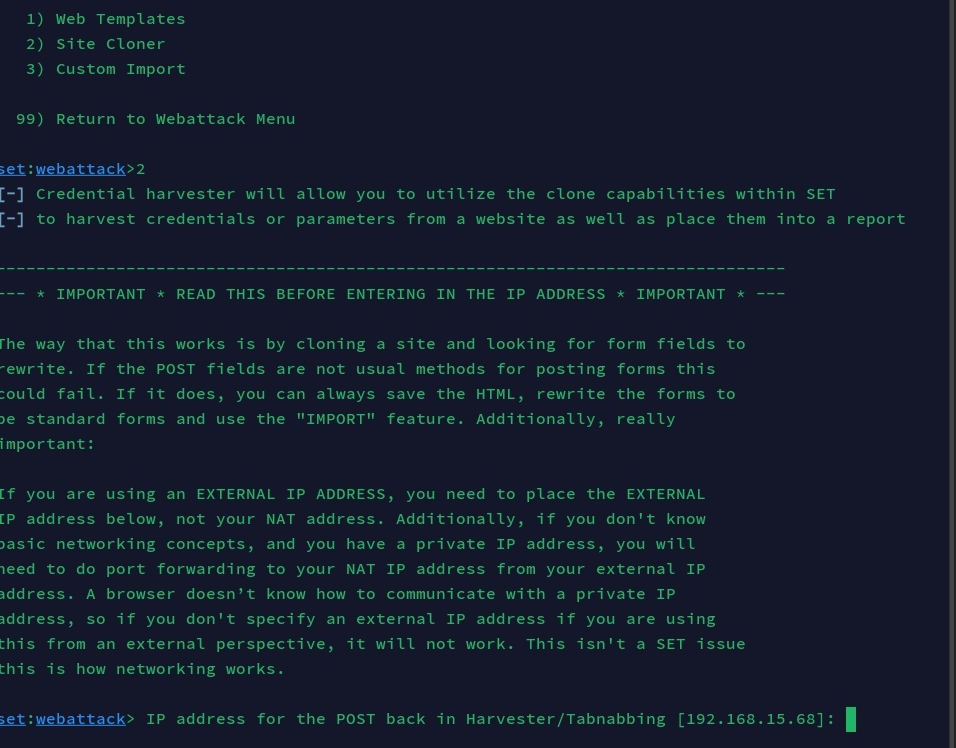 1) Web Templates
2) Site Cloner
3) Custom Import
99) Return to Webattack Menu
set:webattack>2
[-] Credential harvester will allow you to utilize the clone capabilities within SET
[-] to harvest credentials or parameters from a website as well as place them into a report
-------------------------------------------------------------------------------
--- * IMPORTANT * READ THIS BEFORE ENTERING IN THE IP ADDRESS * IMPORTANT * ---
The way that this works is by cloning a site and looking for form fields to
rewrite. If the POST fields are not usual methods for posting forms this
could fail. If it does, you can always save the HTML, rewrite the forms to
be standard forms and use the "IMPORT" feature. Additionally, really
important:
If you are using an EXTERNAL IP ADDRESS, you need to place the EXTERNAL
IP address below, not your NAT address. Additionally, if you don't know
basic networking concepts, and you have a private IP address, you will
need to do port forwarding to your NAT IP address from your external IP
address. A browser doesn’t know how to communicate with a private IP
address, so if you don't specify an external IP address if you are using
this from an external perspective, it will not work. This isn't a SET issue
this is how networking works.
set:webattack> IP address for the POST back in Harvester/Tabnabbing [192.168.15.68]: